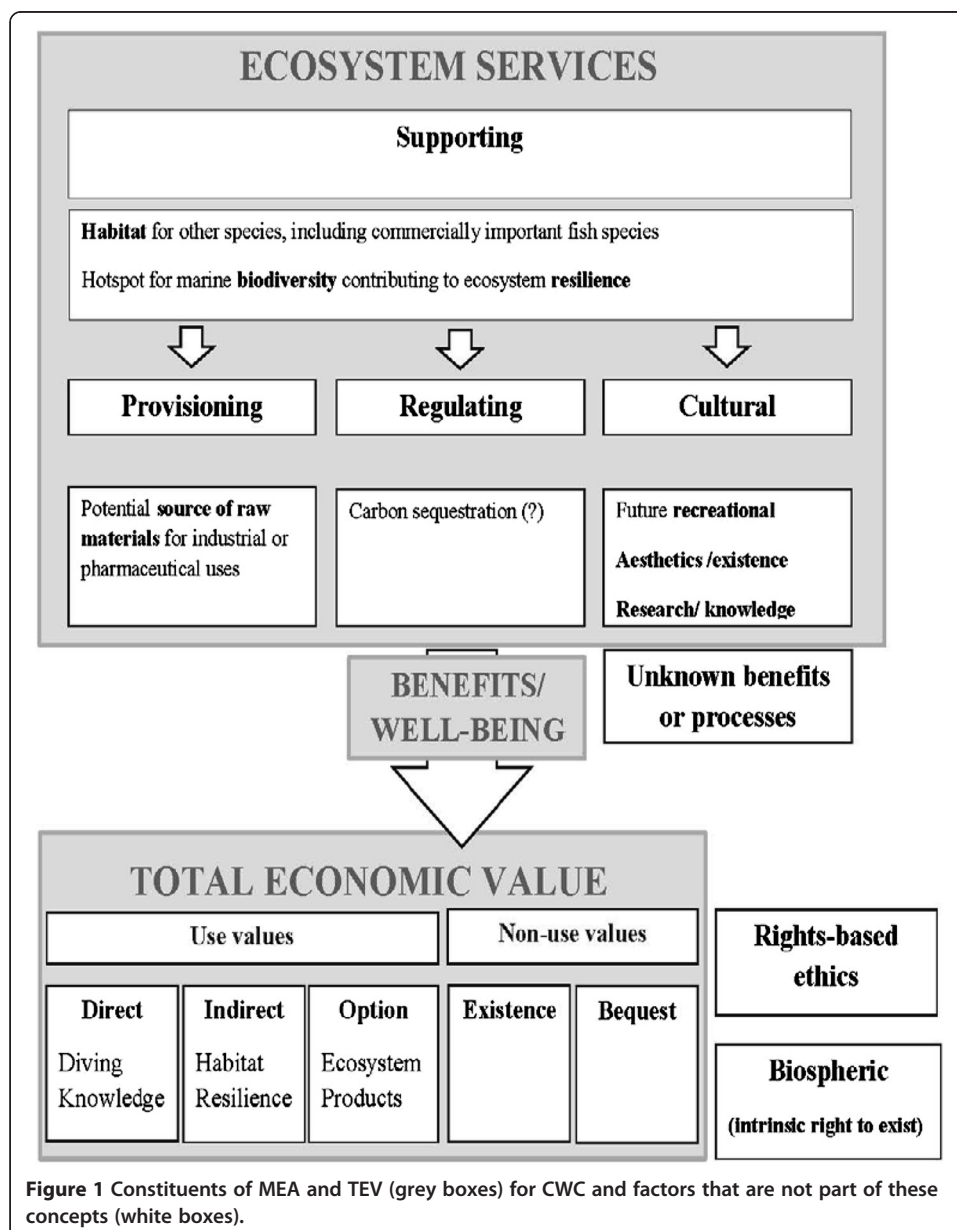 ECOSYSTEM SERVICES
Supporting
Habitat for other species, including commercially important fish species
Hotspot for marine biodiversity contributing to ecosystem resilience
Provisioning
Regulating
Cultural
Potential source of raw
materials for industrial or
pharmaceutical uses
Carbon sequestration (?)
Future recreational
Aesthetics /existence
Research/ knowledge
BENEFITS/
WELL-BEING
Unknown benefits
or processes
TOTAL ECONOMIC VALUE
Use values
Non-use values
Direct
Diving
Knowledge
Indirect
Habitat
Resilience
Option
Ecosystem
Products
Existence
Bequest
Rights-based
ethics
Biospheric
(intrinsic right to exist)
Figure 1 Constituents of MEA and TEV (grey boxes) for CWC and factors that are not part of these
concepts (white boxes).